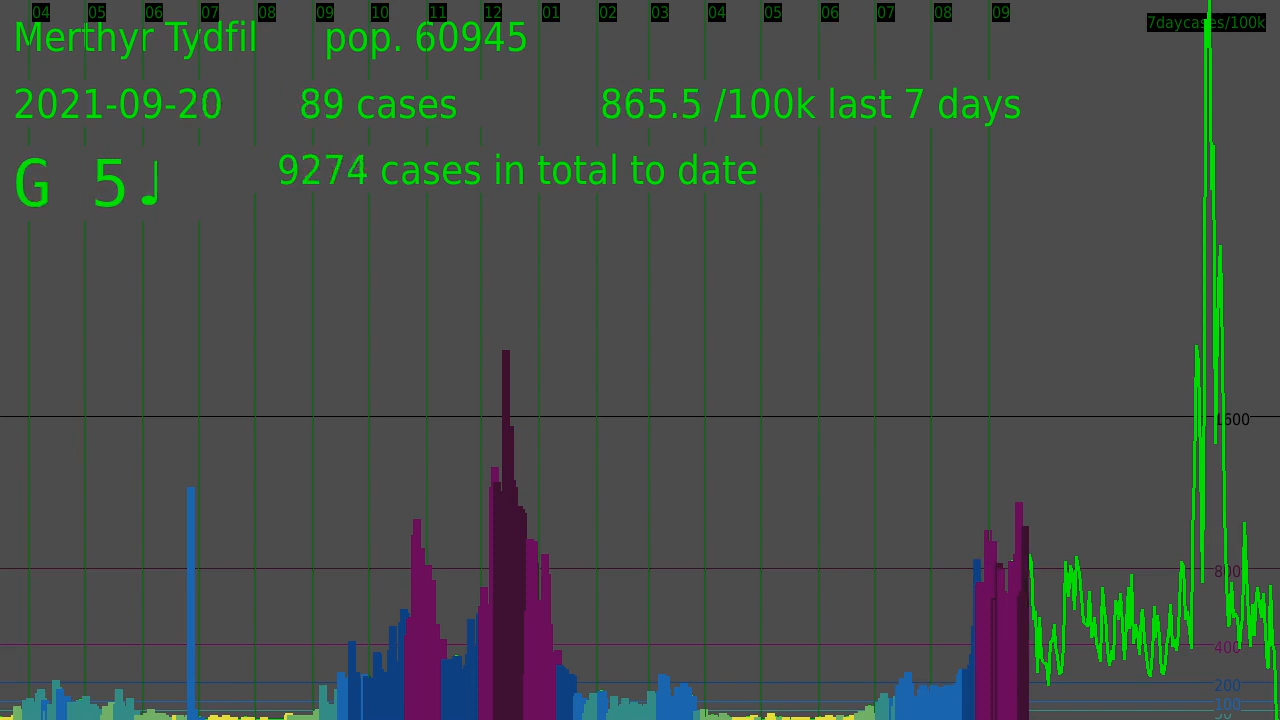 04 05 06 07 08 09 10 11 12 01 02 03 04 05 06 07 08 09
7daycases/100k
Merthyr Tydfil pop. 60945
2021-09-20 89 cases 865.5 /100k last 7 days
G 5♩ 9274 cases in total to date
1600
800
400
200
100
50